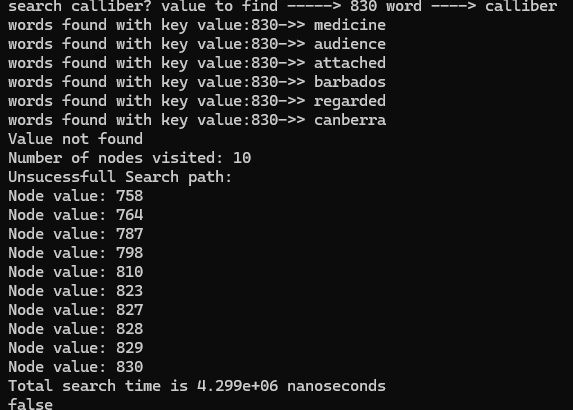 search calliber? value to find -----> 830 word ----> calliber
words found with key value:830->> medicine
words found with key value:830->> audience
words found with key value:830->> attached
words found with key value:830->> barbados
words found with key value:830->> regarded
words found with key value:830->> canberra
Value not found
Number of nodes visited: 10
Unsucessfull Search path:
Node value: 758
Node value: 764
Node value: 787
Node value: 798
Node value: 810
Node value: 823
Node value: 827
Node value: 828
Node value: 829
Node value: 830
Total search time is 4.299e+06 nanoseconds
false